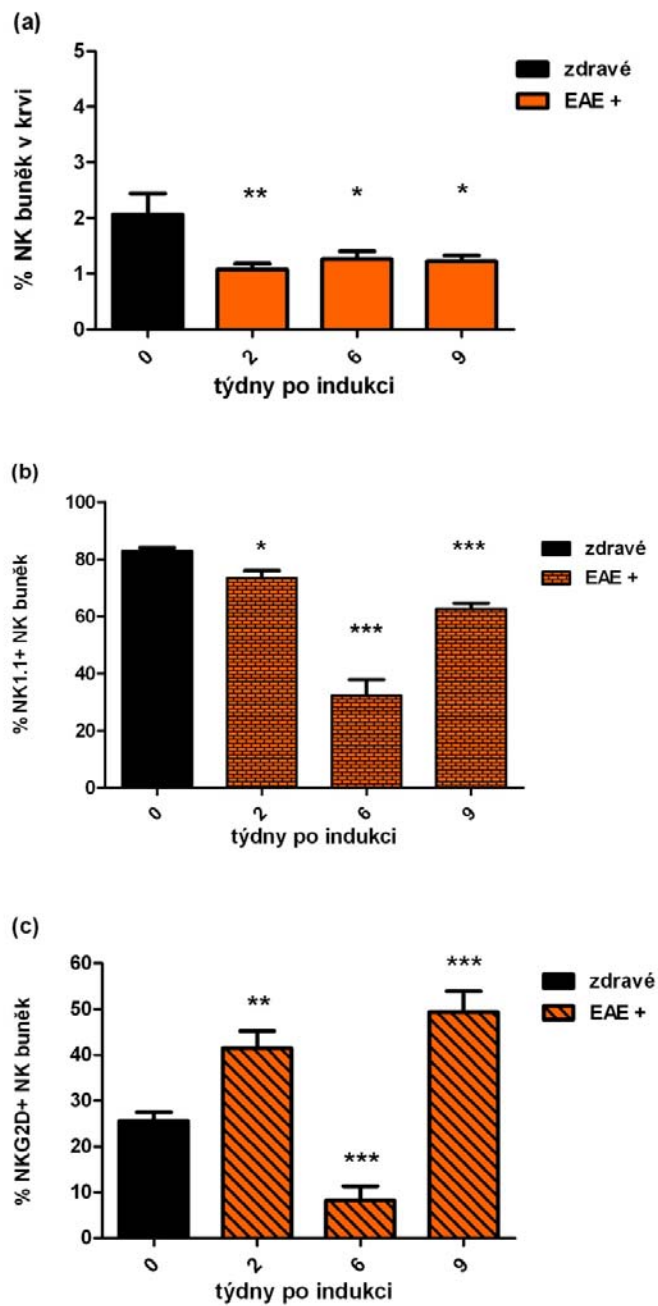 (a)
% NK buněk v krvi
5
4
3
2
1
0
** * *
0 2 6 9
týdny po indukci
zdravé
EAE +
(b)
% NK1.1+ NK buněk
100
80
60
40
20
0
* *** ***
0 2 6 9
týdny po indukci
zdravé
EAE +
(c)
% NKG2D+ NK buněk
60
50
40
30
20
10
0
** *** ***
0 2 6 9
týdny po indukci
zdravé
EAE +